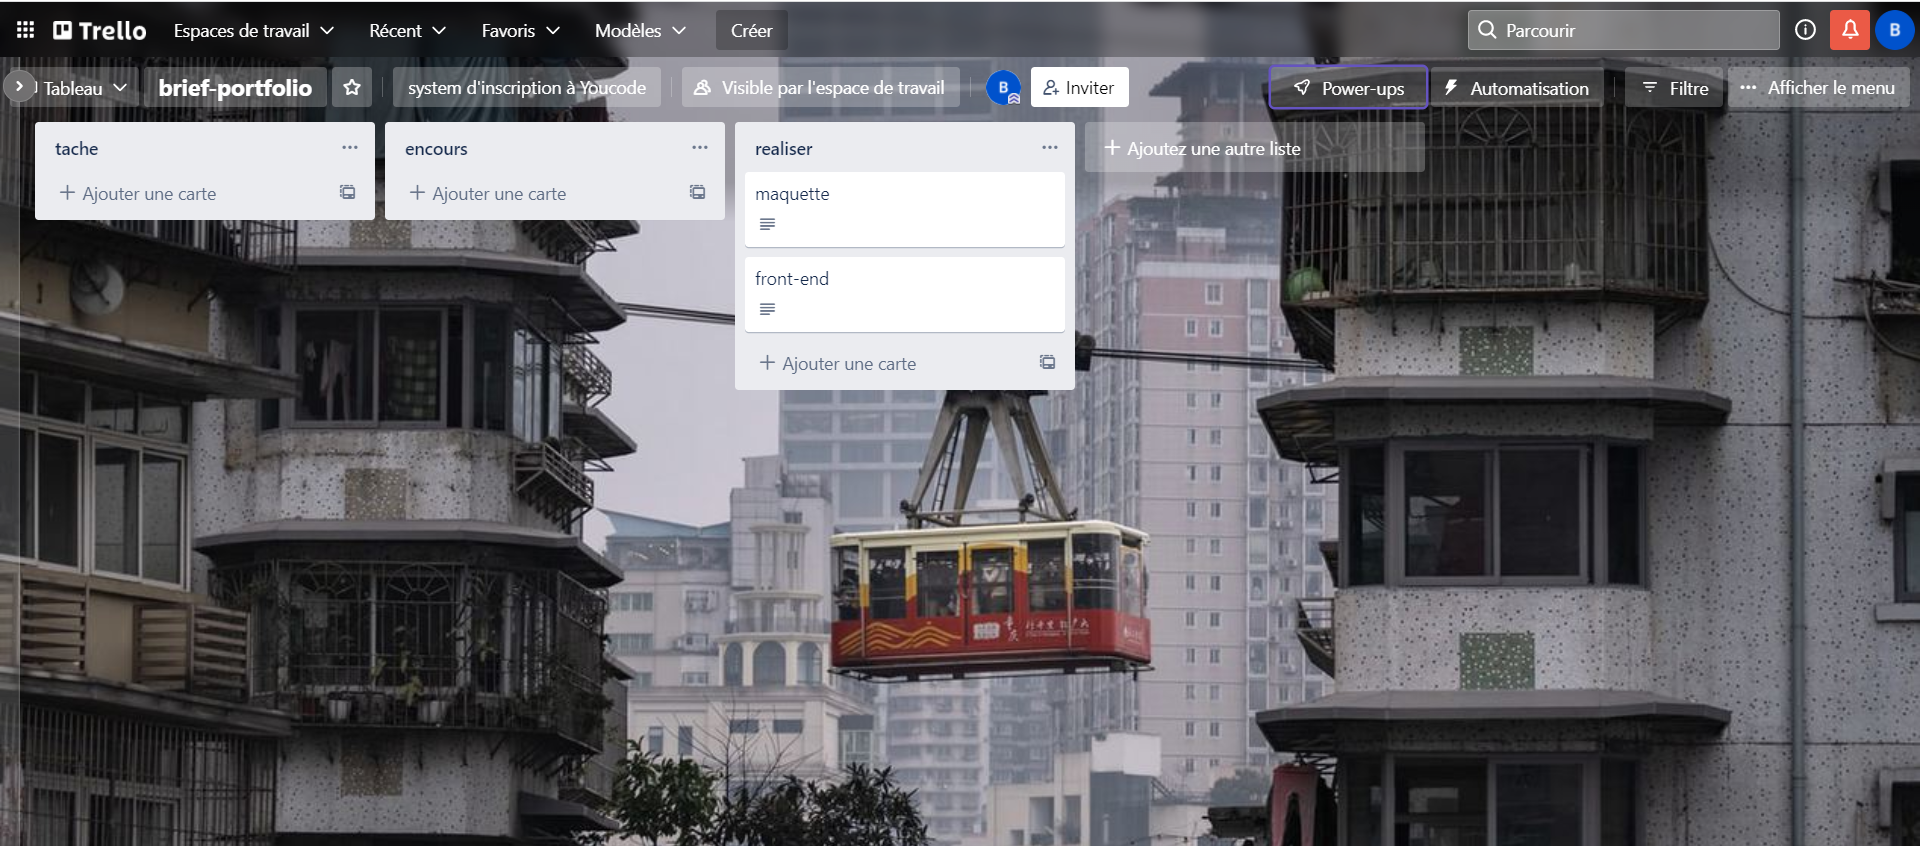 Trello Espaces de travail Récent Favoris Modèles Créer Parcourir B
Tableau brief-portfolio system d'inscription à Youcode Visible par l'espace de travail B Inviter Power-ups Automatisation Filtre Afficher le menu
tache
Ajouter une carte
encours
Ajouter une carte
realiser
maquette
front-end
Ajouter une carte
Ajoutez une autre liste